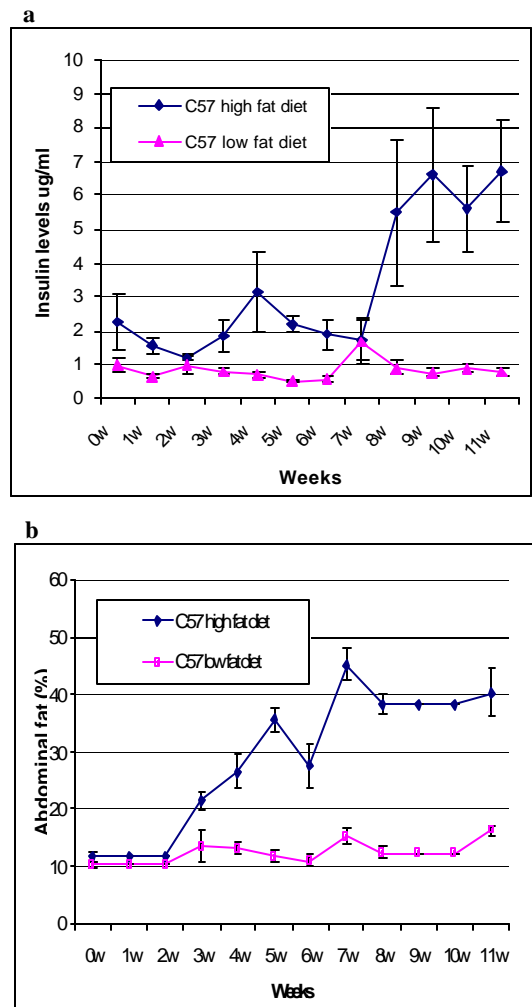 a
10
9
8
7
6
5
4
3
2
1
0
Insulin levels ug/ml
C57 high fat diet
C57 low fat diet
0w 1w 2w 3w 4w 5w 6w 7w 8w 9w 10w 11w
Weeks
b
60
50
40
30
20
10
0
Abdominal fat (%)
C57 high fat diet
C57 low fat diet
0w 1w 2w 3w 4w 5w 6w 7w 8w 9w 10w 11w
Weeks